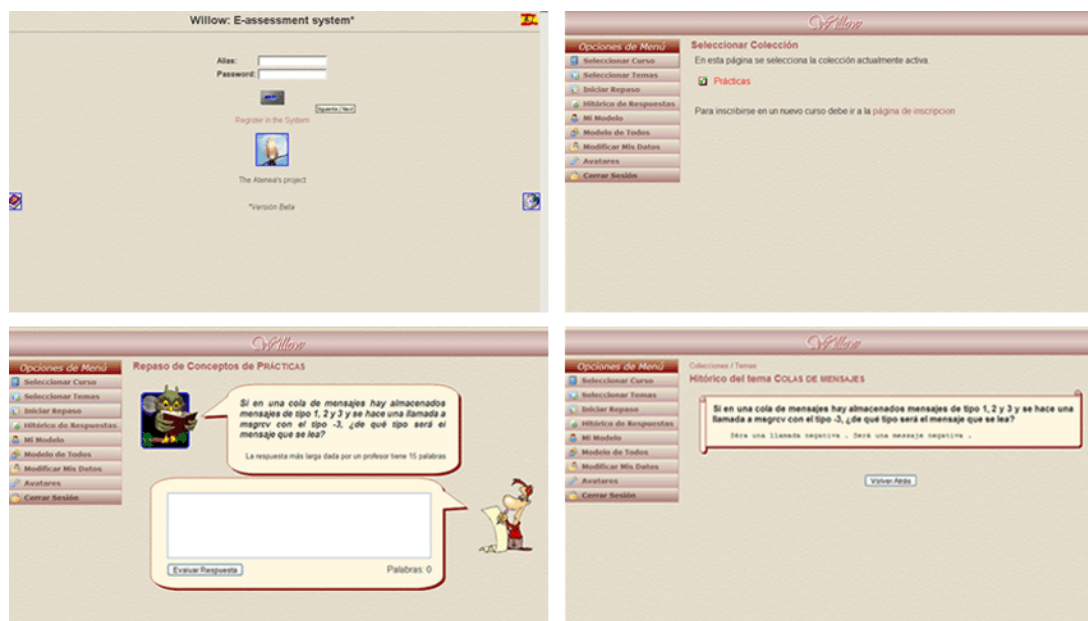 Willow: E-assessment system*
Alias:
Password:
Siguiente / Next
Register in the System
The Atenea's project
*Versión Beta
Willow
Opciones de Menú
Seleccionar Curso
Seleccionar Temas
Iniciar Repaso
Hitórico de Respuestas
Mi Modelo
Modelo de Todos
Modificar Mis Datos
Avatares
Cerrar Sesión
Seleccionar Colección
En esta página se selecciona la colección actualmente activa.
Prácticas
Para inscribirse en un nuevo curso debe ir a la página de inscripcion
Willow
Opciones de Menú
Seleccionar Curso
Seleccionar Temas
Iniciar Repaso
Hitórico de Respuestas
Mi Modelo
Modelo de Todos
Modificar Mis Datos
Avatares
Cerrar Sesión
Repaso de Conceptos de PRÁCTICAS
Si en una cola de mensajes hay almacenados
mensajes de tipo 1, 2 y 3 y se hace una llamada a
msgrcv con el tipo -3, ¿de qué tipo será el
mensaje que se lea?
La respuesta más larga dada por un profesor tiene 15 palabras
Evaluar Respuesta
Palabras: 0
Willow
Opciones de Menú
Seleccionar Curso
Seleccionar Temas
Iniciar Repaso
Hitórico de Respuestas
Mi Modelo
Modelo de Todos
Modificar Mis Datos
Avatares
Cerrar Sesión
Colecciones / Temas
Hitórico del tema COLAS DE MENSAJES
Si en una cola de mensajes hay almacenados mensajes de tipo 1, 2 y 3 y se hace una
llamada a msgrcv con el tipo -3, ¿de qué tipo será el mensaje que se lea?
Séra una llamada negativa . Será una mensaje negativo .
Volver Atrás